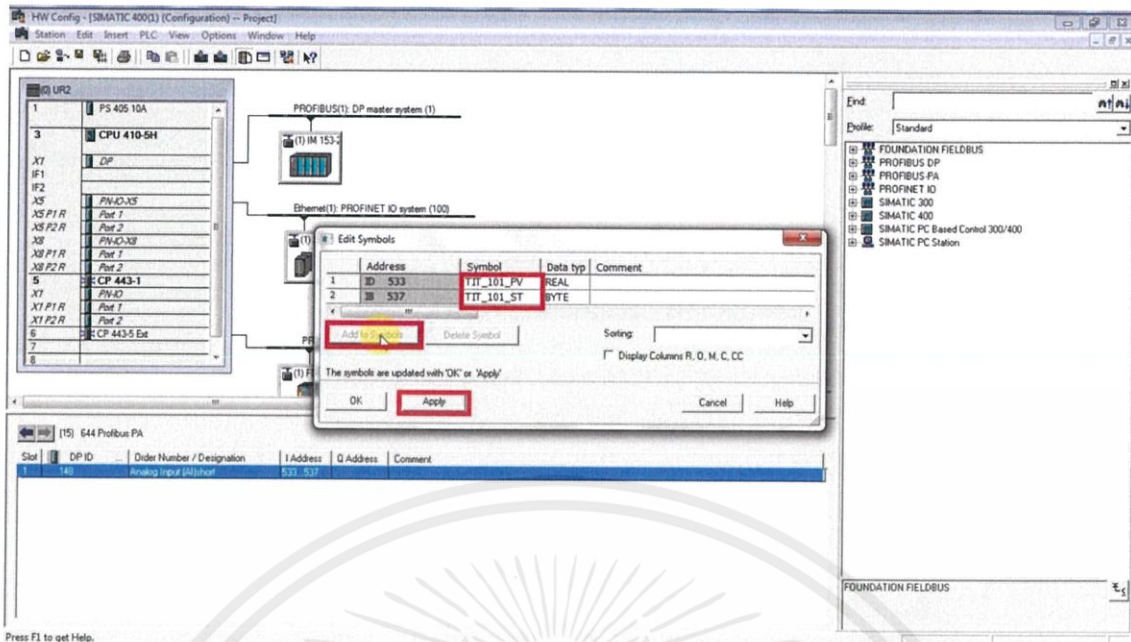 HW Config - [SIMATIC 400(1) (Configuration) -- Project]
Station Edit Insert PLC View Options Window Help
(0) UR2
1 PS 405 10A
3 CPU 410-5H
X1 DP
IF1
IF2
X5 PN-IO-X5
X5 P1 R Port 1
X5 P2 R Port 2
X8 PN-IO-X8
X8 P1 R Port 1
X8 P2 R Port 2
5 CP 443-1
X1 PN-IO
X1 P1 R Port 1
X1 P2 R Port 2
6 CP 443-5 Ext
7
8
PROFIBUS(1): DP master system (1)
(1) IM 153-2
Ethernet(1): PROFINET IO system (100)
(1)
PR
(1) F
Edit Symbols
Address Symbol Data typ Comment
1 ID 533 TIT_101_PV REAL
2 IB 537 TIT_101_ST BYTE
Add to Symbols Delete Symbol Sorting:
Display Columns R, O, M, C, CC
The symbols are updated with 'OK' or 'Apply'
OK Apply Cancel Help
Find:
Profile: Standard
FOUNDATION FIELDBUS
PROFIBUS DP
PROFIBUS-PA
PROFINET IO
SIMATIC 300
SIMATIC 400
SIMATIC PC Based Control 300/400
SIMATIC PC Station
(15) 644 Profibus PA
Slot DP ID ... Order Number / Designation I Address Q Address Comment
1 148 Analog Input (AI)short 533...537
FOUNDATION FIELDBUS
Press F1 to get Help.